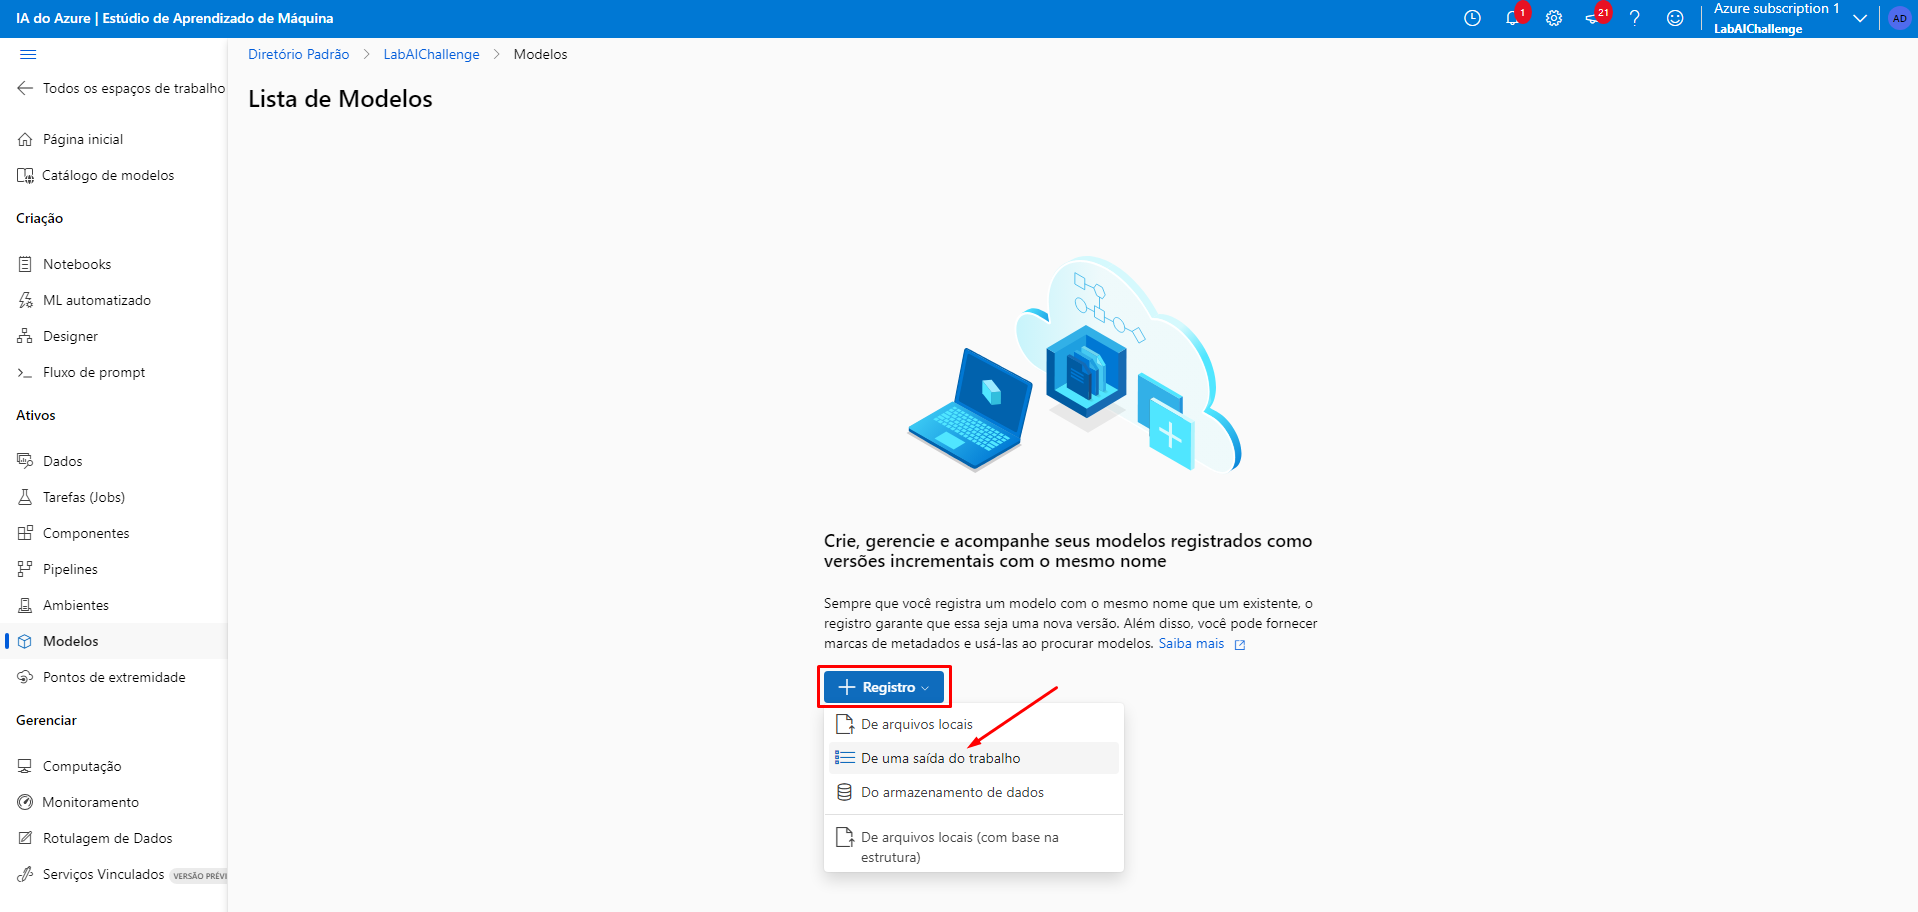 IA do Azure | Estúdio de Aprendizado de Máquina
1
21
Azure subscription 1
LabAIChallenge
AD
Diretório Padrão > LabAIChallenge > Modelos
Todos os espaços de trabalho
Lista de Modelos
Página inicial
Catálogo de modelos
Criação
Notebooks
ML automatizado
Designer
Fluxo de prompt
Ativos
Dados
Tarefas (Jobs)
Componentes
Pipelines
Ambientes
Modelos
Pontos de extremidade
Gerenciar
Computação
Monitoramento
Rotulagem de Dados
Serviços Vinculados VERSÃO PRÉVI
Crie, gerencie e acompanhe seus modelos registrados como
versões incrementais com o mesmo nome
Sempre que você registra um modelo com o mesmo nome que um existente, o
registro garante que essa seja uma nova versão. Além disso, você pode fornecer
marcas de metadados e usá-las ao procurar modelos. Saiba mais
Registro
De arquivos locais
De uma saída do trabalho
Do armazenamento de dados
De arquivos locais (com base na
estrutura)